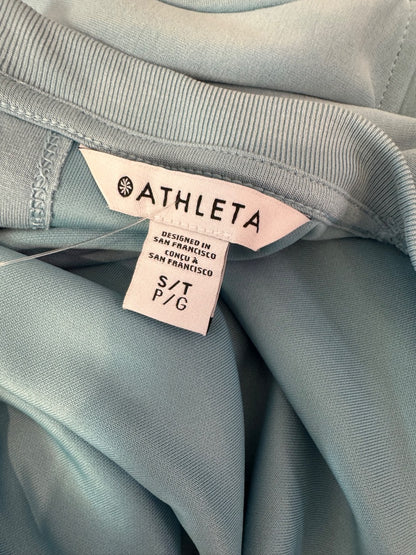 ATHLETA
DESIGNED IN
SAN FRANCISCO
CONÇU À
SAN FRANCISCO
S/T
P/G